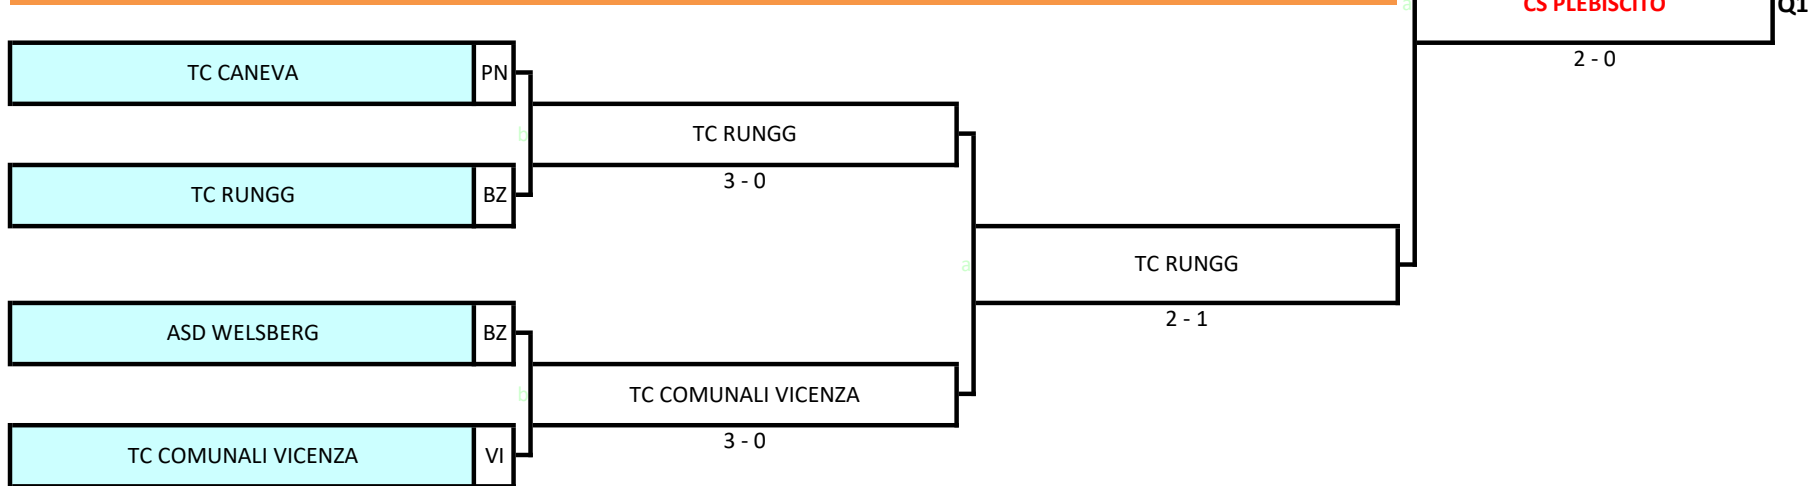 CS PLEBISCITO
Q1
2 - 0
TC CANEVA
PN
TC RUNGG
3 - 0
TC RUNGG
BZ
TC RUNGG
2 - 1
ASD WELSBERG
BZ
TC COMUNALI VICENZA
3 - 0
TC COMUNALI VICENZA
VI
a
b
a
b